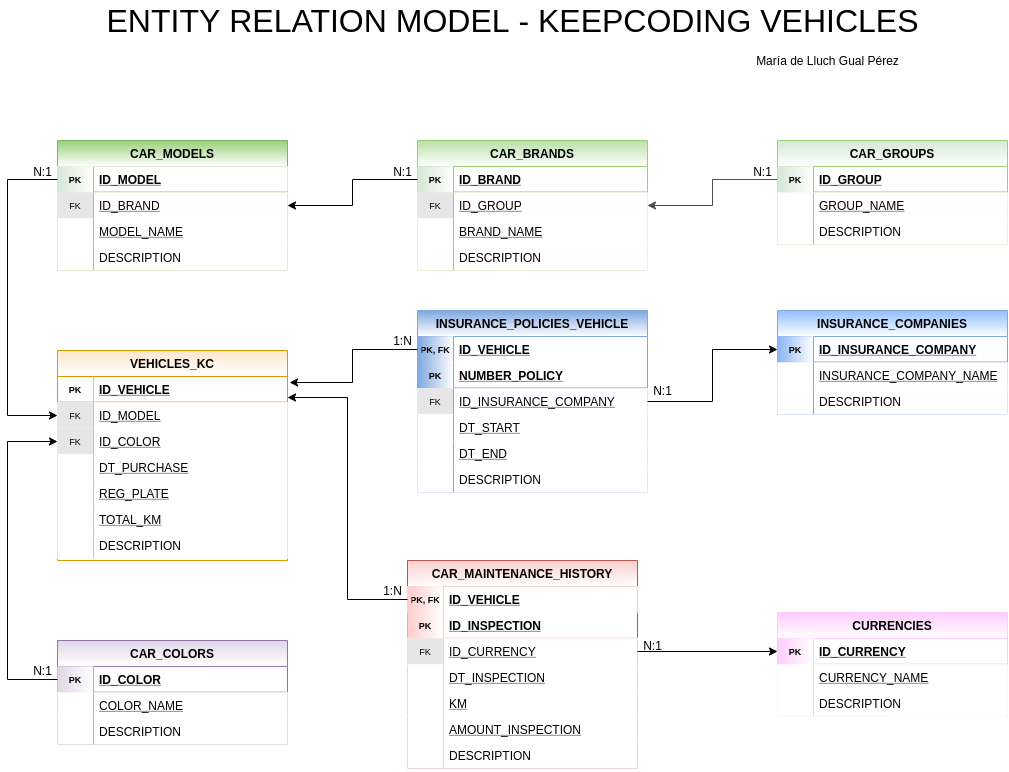 ENTITY RELATION MODEL - KEEPCODING VEHICLES
María de Lluch Gual Pérez
CAR_MODELS
N:1
PK ID_MODEL
FK ID_BRAND
MODEL_NAME
DESCRIPTION
CAR_BRANDS
N:1
PK ID_BRAND
FK ID_GROUP
BRAND_NAME
DESCRIPTION
CAR_GROUPS
N:1
PK ID_GROUP
GROUP_NAME
DESCRIPTION
VEHICLES_KC
PK ID_VEHICLE
FK ID_MODEL
FK ID_COLOR
DT_PURCHASE
REG_PLATE
TOTAL_KM
DESCRIPTION
INSURANCE_POLICIES_VEHICLE
1:N
PK, FK ID_VEHICLE
PK NUMBER_POLICY
FK ID_INSURANCE_COMPANY
N:1
DT_START
DT_END
DESCRIPTION
INSURANCE_COMPANIES
PK ID_INSURANCE_COMPANY
INSURANCE_COMPANY_NAME
DESCRIPTION
CAR_COLORS
N:1
PK ID_COLOR
COLOR_NAME
DESCRIPTION
CAR_MAINTENANCE_HISTORY
1:N
PK, FK ID_VEHICLE
PK ID_INSPECTION
FK ID_CURRENCY
N:1
DT_INSPECTION
KM
AMOUNT_INSPECTION
DESCRIPTION
CURRENCIES
PK ID_CURRENCY
CURRENCY_NAME
DESCRIPTION